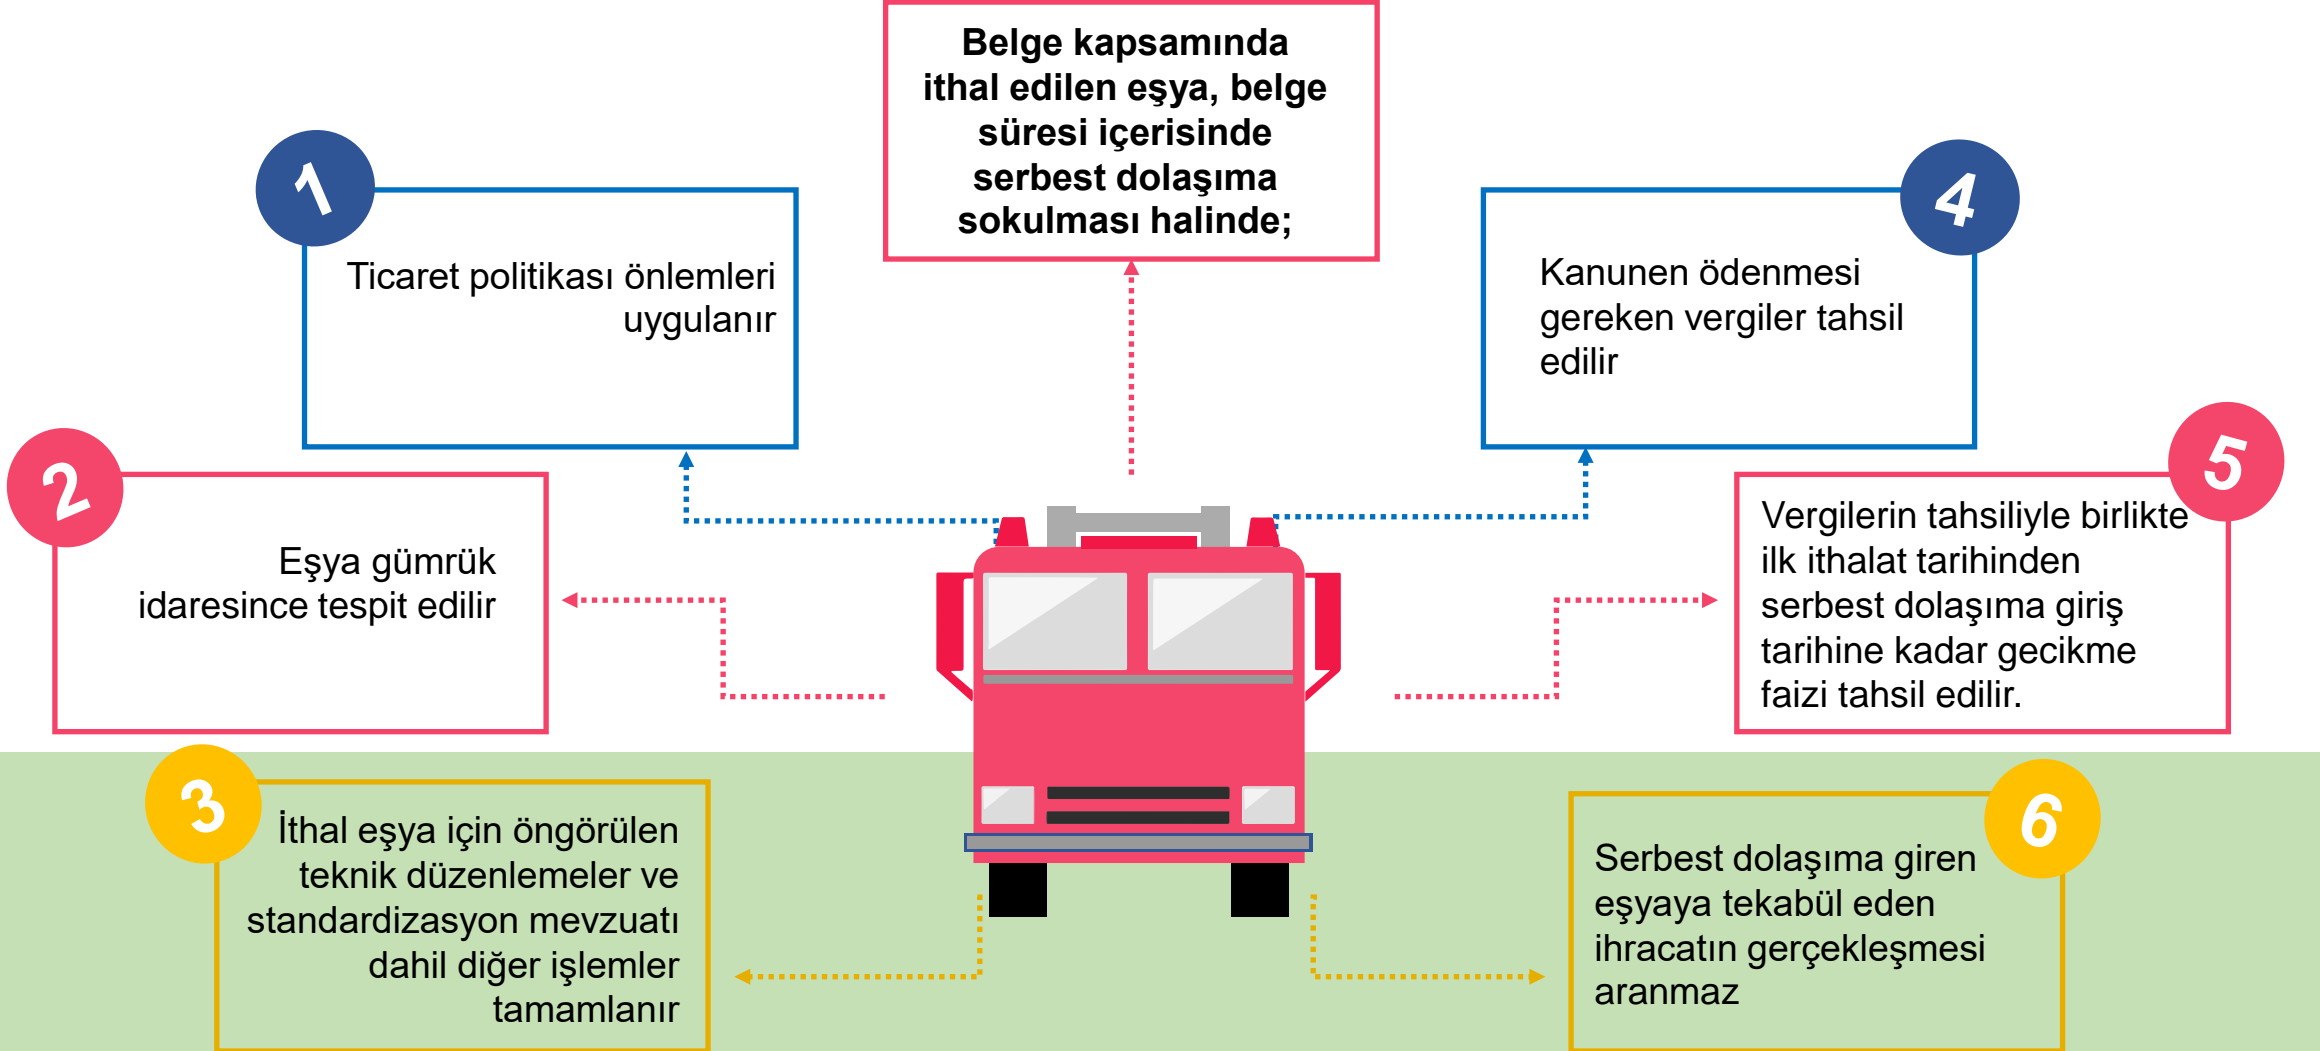 Belge kapsamında
ithal edilen eşya, belge
süresi içerisinde
serbest dolaşıma
sokulması halinde;
1
Ticaret politikası önlemleri
uygulanır
2
Eşya gümrük
idaresince tespit edilir
3
İthal eşya için öngörülen
teknik düzenlemeler ve
standardizasyon mevzuatı
dahil diğer işlemler
tamamlanır
4
Kanunen ödenmesi
gereken vergiler tahsil
edilir
5
Vergilerin tahsiliyle birlikte
ilk ithalat tarihinden
serbest dolaşıma giriş
tarihine kadar gecikme
faizi tahsil edilir.
6
Serbest dolaşıma giren
eşyaya tekabül eden
ihracatın gerçekleşmesi
aranmaz